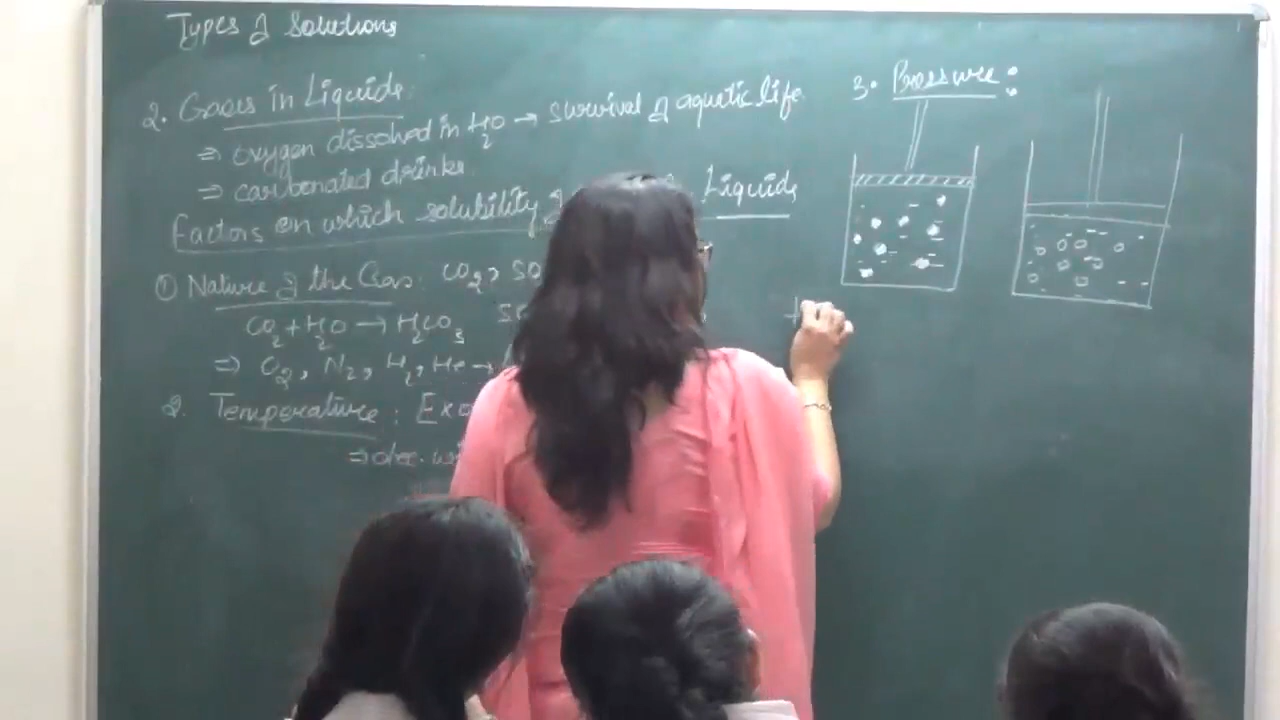 Types of Solutions
2. Gases in Liquids:
⇒ oxygen dissolved in H2O → survival of aquatic life
⇒ carbonated drinks
Factors on which solubility of Liquids
① Nature of the Gas: CO2, SO
CO2 + H2O → H2CO3
⇒ O2, N2, H2, He →
2. Temperature: Exo
⇒ dec. wi
3. Pressure: